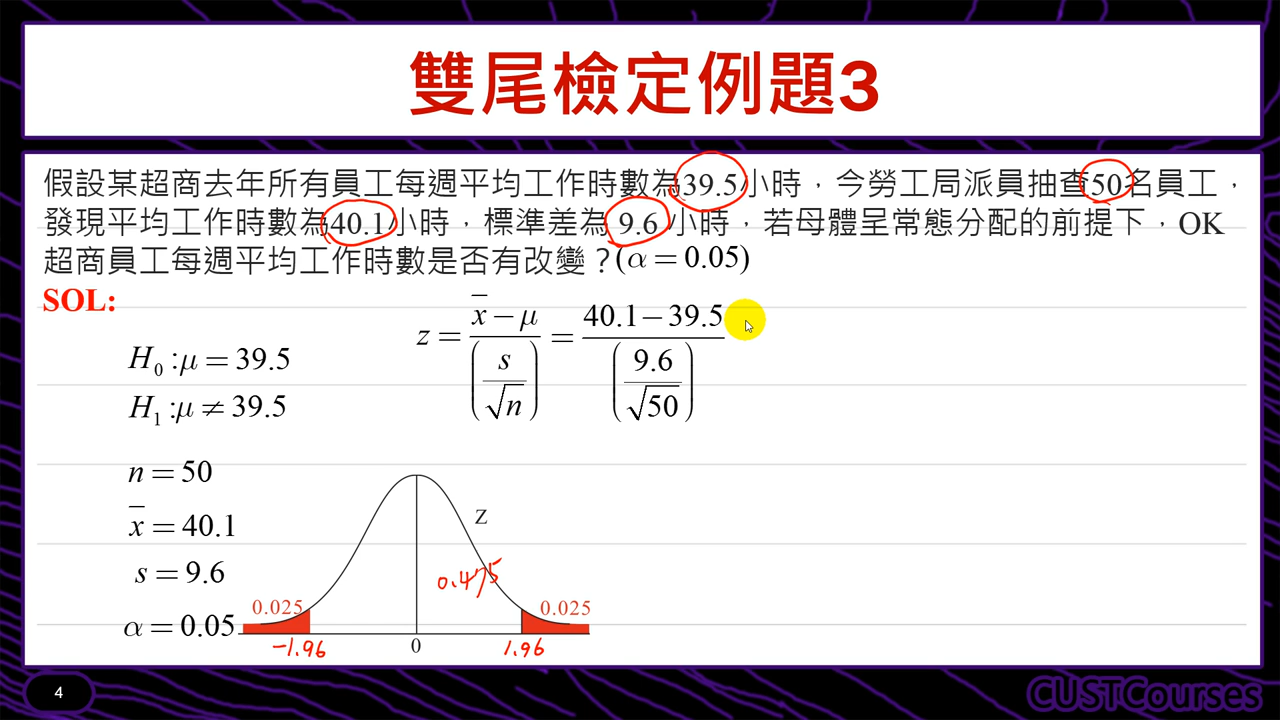 雙尾檢定例題3
假設某超商去年所有員工每週平均工作時數為39.5小時，今勞工局派員抽查50名員工，
發現平均工作時數為40.1小時，標準差為 9.6 小時，若母體呈常態分配的前提下，OK
超商員工每週平均工作時數是否有改變？(α = 0.05)
SOL:
z = (x̄ − μ) / (s/√n) = (40.1 − 39.5) / (9.6/√50)
H₀ : μ = 39.5
H₁ : μ ≠ 39.5
n = 50
x̄ = 40.1
s = 9.6
α = 0.05
Z
0.475
0.025
0.025
-1.96
0
1.96
4
CUSTCourses